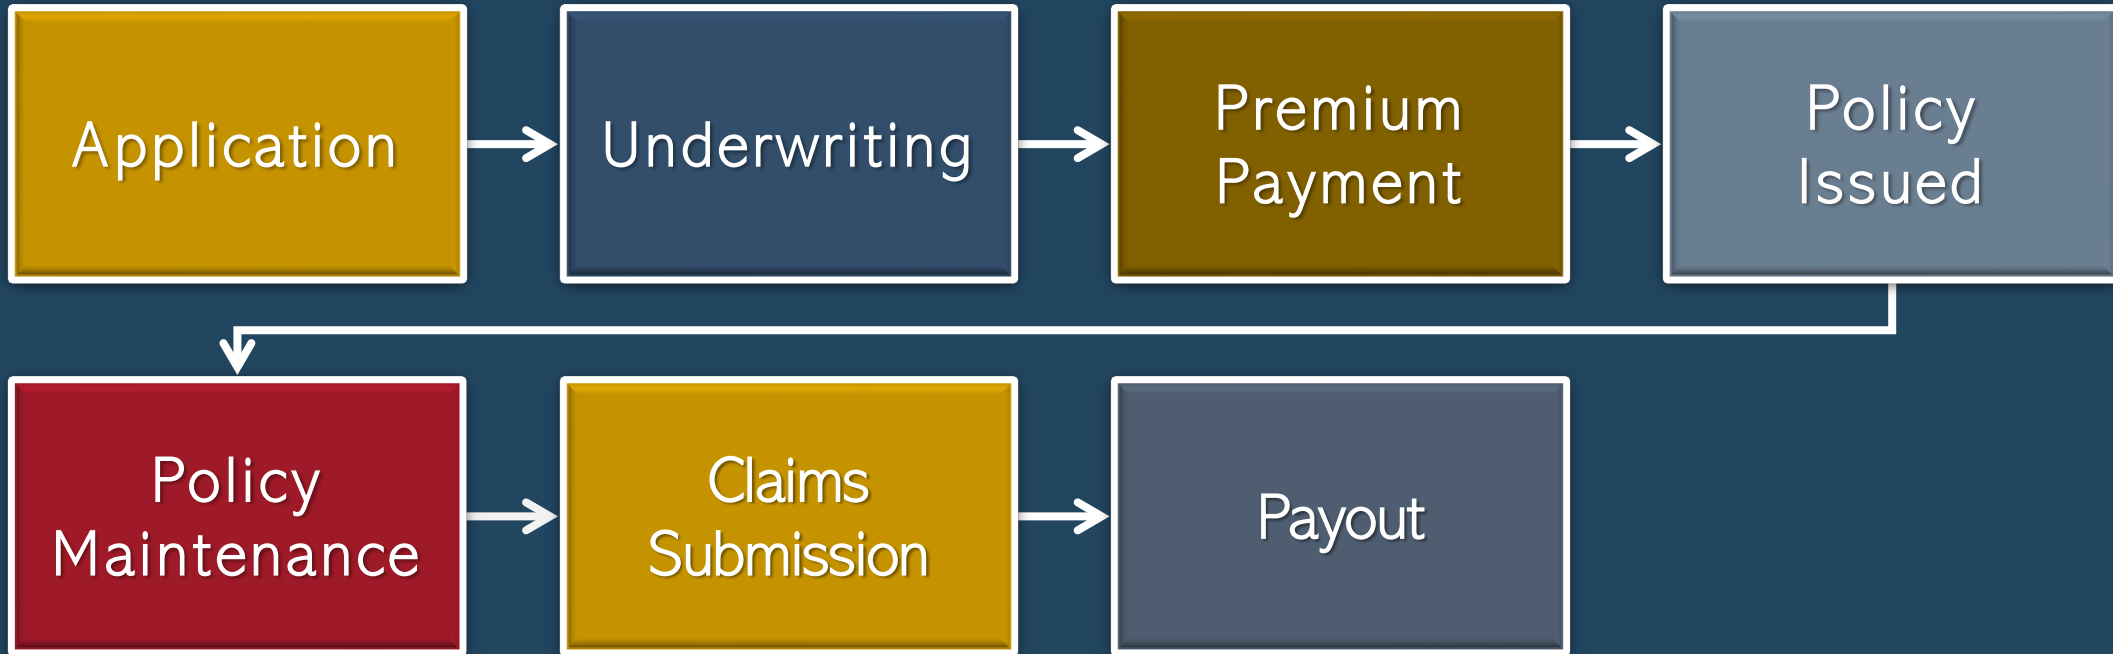 Application
Underwriting
Premium
Payment
Policy
Issued
Policy
Maintenance
Claims
Submission
Payout